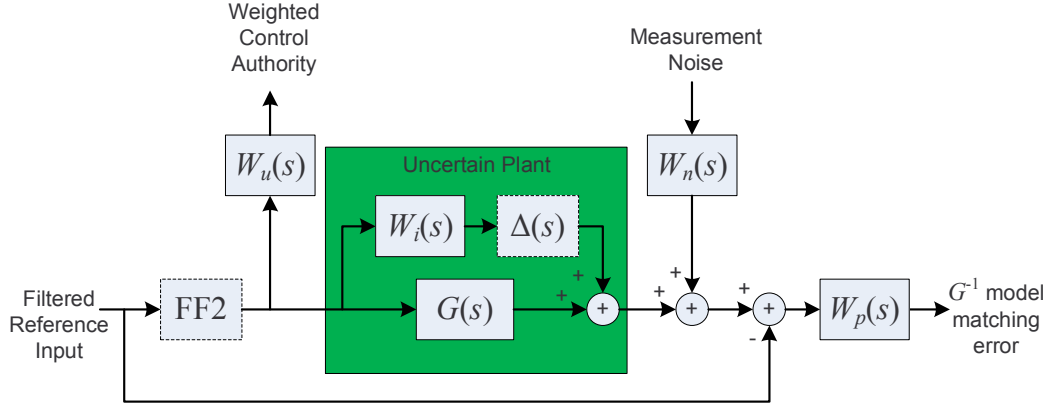 Weighted
Control
Authority
Measurement
Noise
W_u(s)
Uncertain Plant
W_n(s)
W_i(s)
Δ(s)
+
+
+
+
+
Filtered
Reference
Input
FF2
G(s)
+
+
+
-
W_p(s)
G^-1 model
matching
error